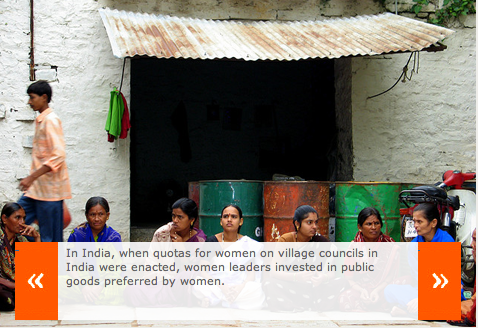 In India, when quotas for women on village councils in
India were enacted, women leaders invested in public
goods preferred by women.